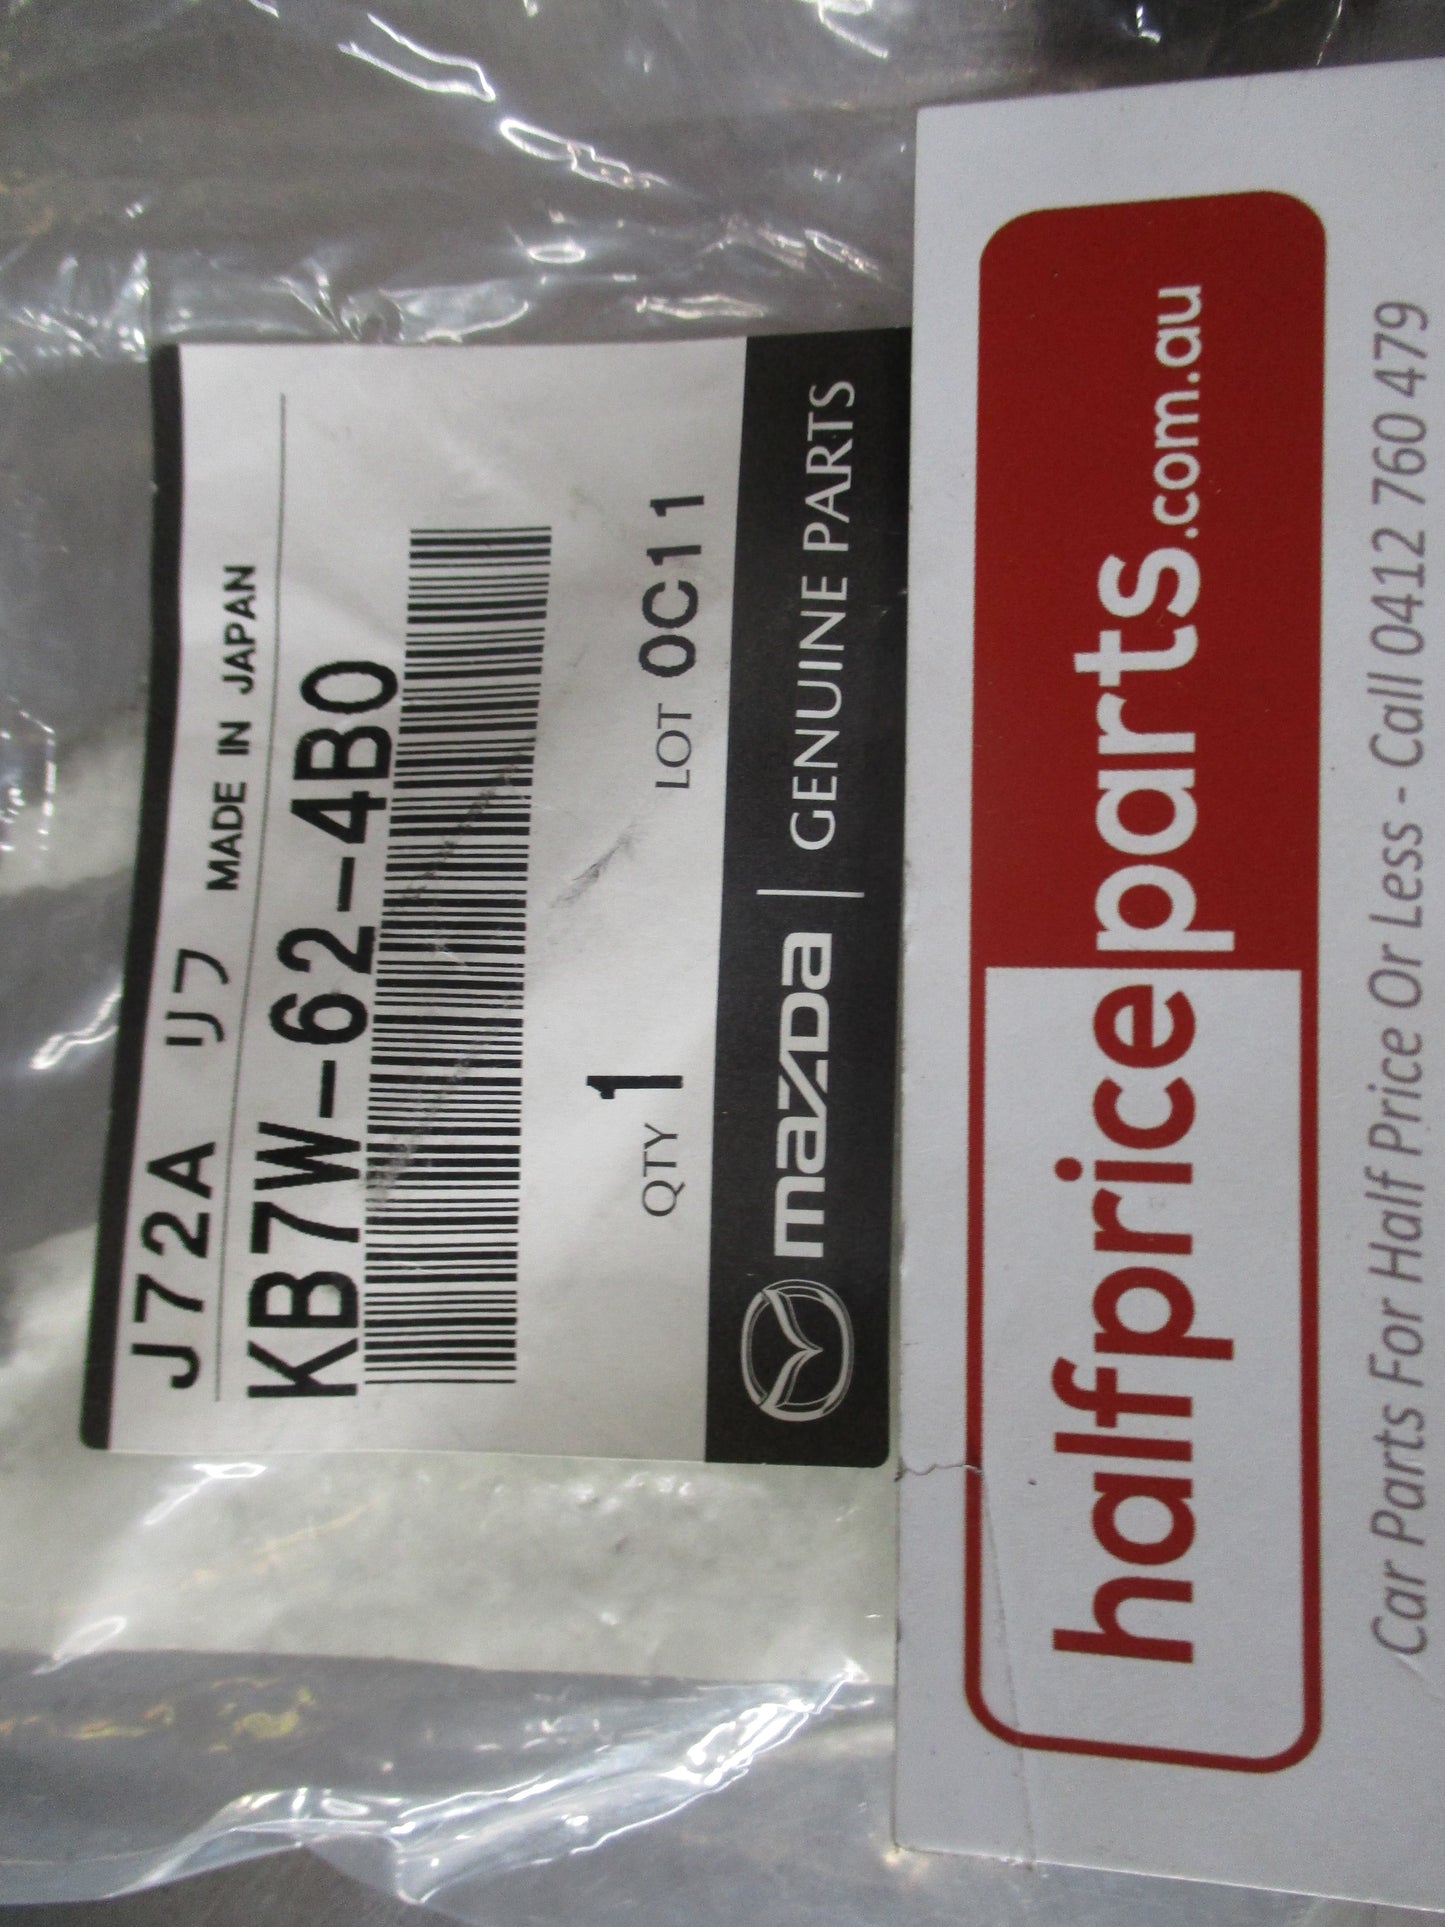 J72A リフ MADE IN JAPAN
KB7W-62-4B0
QTY 1 LOT 0C11
mazda | GENUINE PARTS
halfpriceparts.com.au
Car Parts For Half Price Or Less - Call 0412 760 479